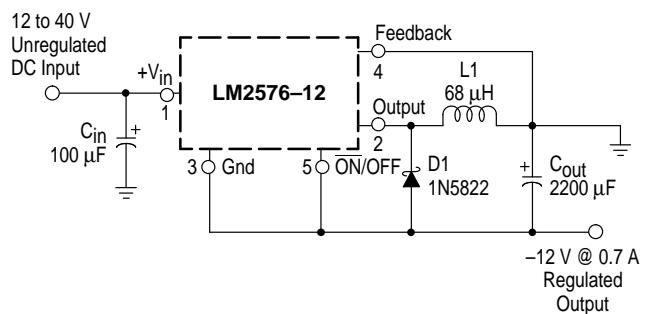 12 to 40 V
Unregulated
DC Input
Feedback
+Vin
4
L1
LM2576–12
68 μH
1
Output
Cin
100 μF
2
3 Gnd
5 ON/OFF
D1
1N5822
Cout
2200 μF
+
+
–12 V @ 0.7 A
Regulated
Output